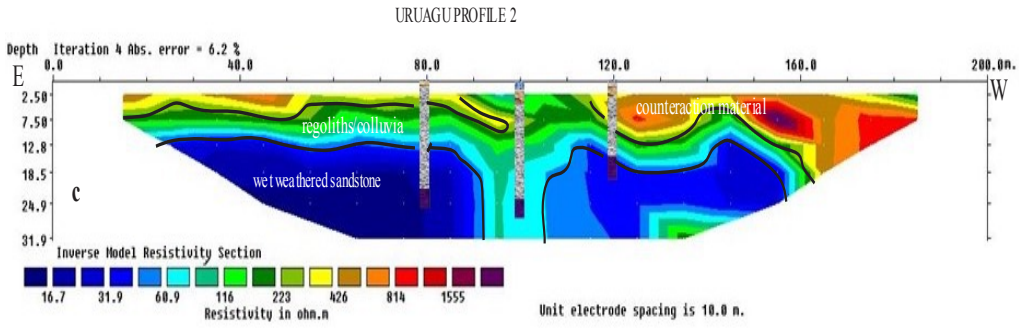 URUAGU PROFILE 2
Depth Iteration 4 Abs. error = 6.2 %
E 0.0 40.0 80.0 120.0 160.0 200.0m. W
2.50
7.50
12.8
18.5
24.9
31.9
counteraction material
regoliths/colluvia
wet weathered sandstone
c
Inverse Model Resistivity Section
16.7 31.9 60.9 116 223 426 814 1555
Resistivity in ohm.m
Unit electrode spacing is 10.0 m.